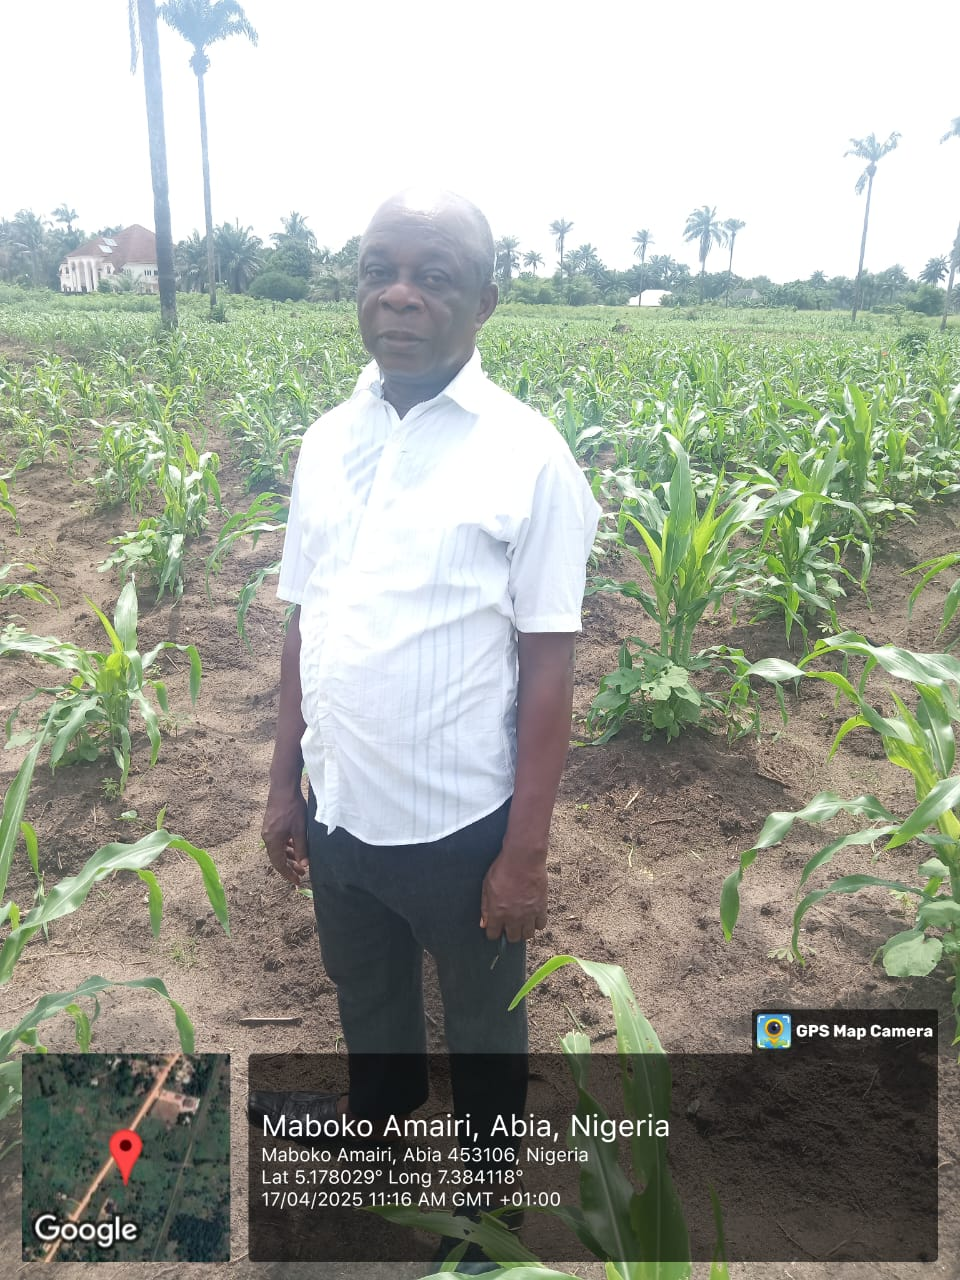 GPS Map Camera
Maboko Amairi, Abia, Nigeria
Maboko Amairi, Abia 453106, Nigeria
Lat 5.178029° Long 7.384118°
17/04/2025 11:16 AM GMT +01:00
Google